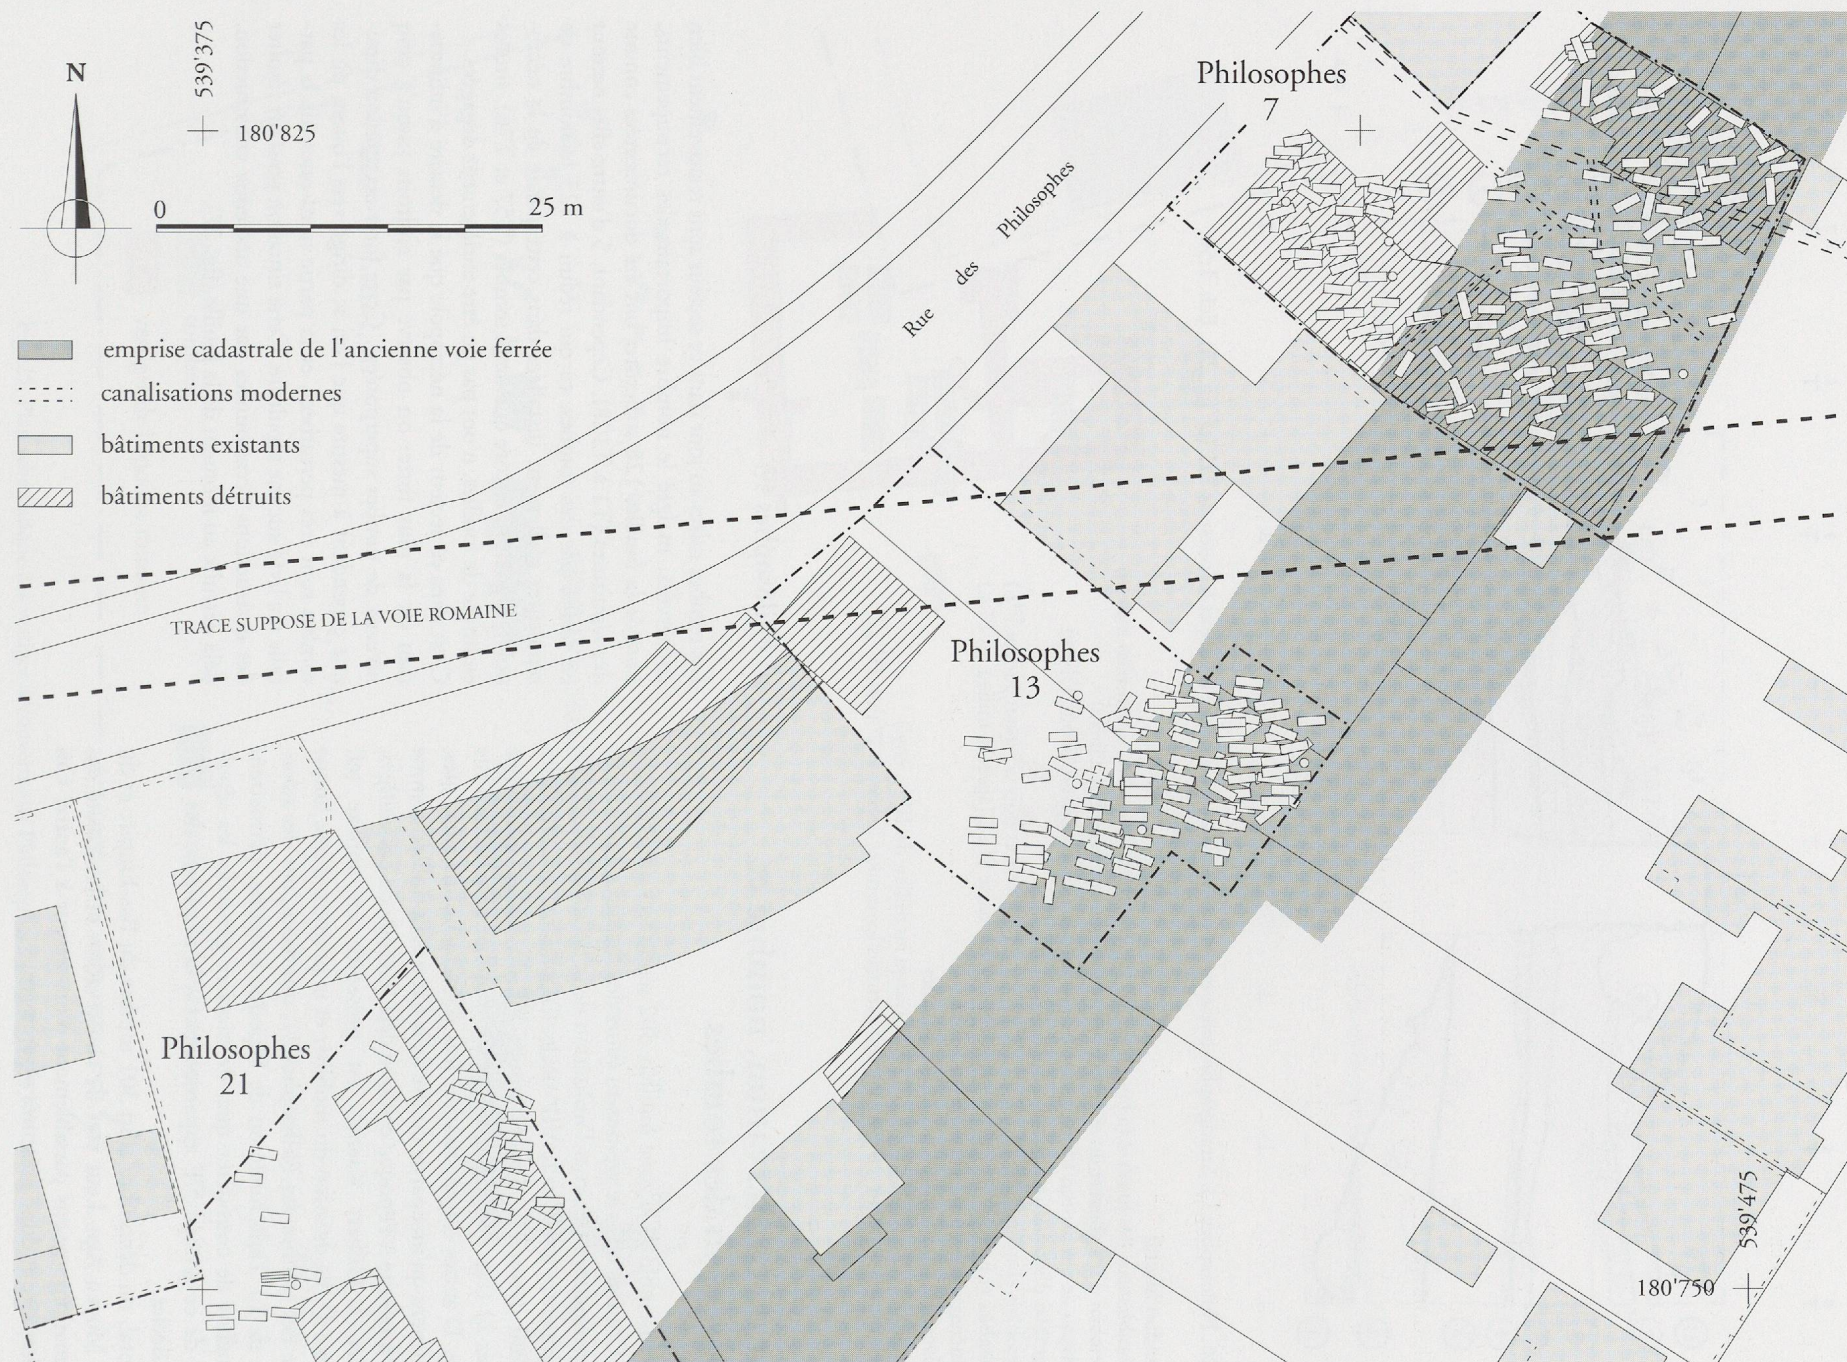 N
539'375
180'825
0
25 m
emprise cadastrale de l'ancienne voie ferrée
canalisations modernes
bâtiments existants
bâtiments détruits
Philosophes
7
Rue des Philosophes
TRACE SUPPOSE DE LA VOIE ROMAINE
Philosophes
13
Philosophes
21
539'475
180'750